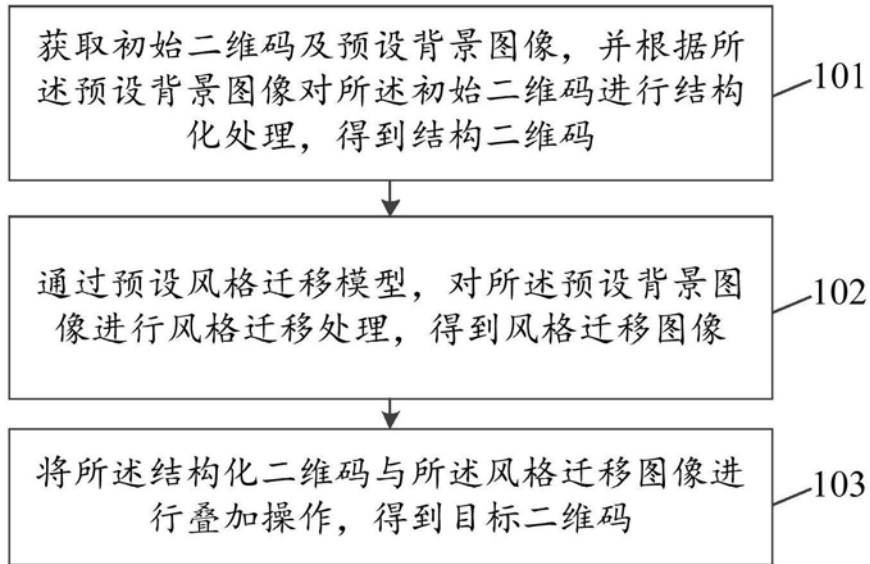 获取初始二维码及预设背景图像，并根据所
述预设背景图像对所述初始二维码进行结构
化处理，得到结构二维码
101
通过预设风格迁移模型，对所述预设背景图
像进行风格迁移处理，得到风格迁移图像
102
将所述结构化二维码与所述风格迁移图像进
行叠加操作，得到目标二维码
103